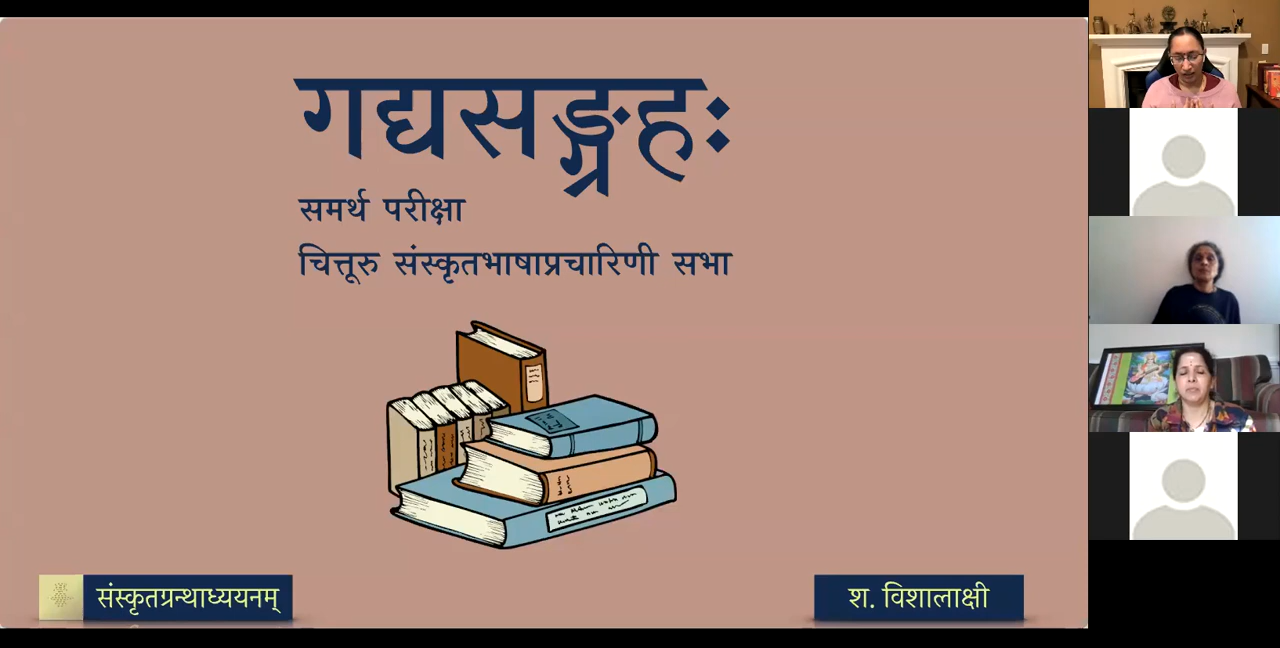 गद्यसङ्ग्रहः
समर्थ परीक्षा
चित्तूरु संस्कृतभाषाप्रचारिणी सभा
संस्कृतग्रन्थाध्ययनम्
श. विशालाक्षी